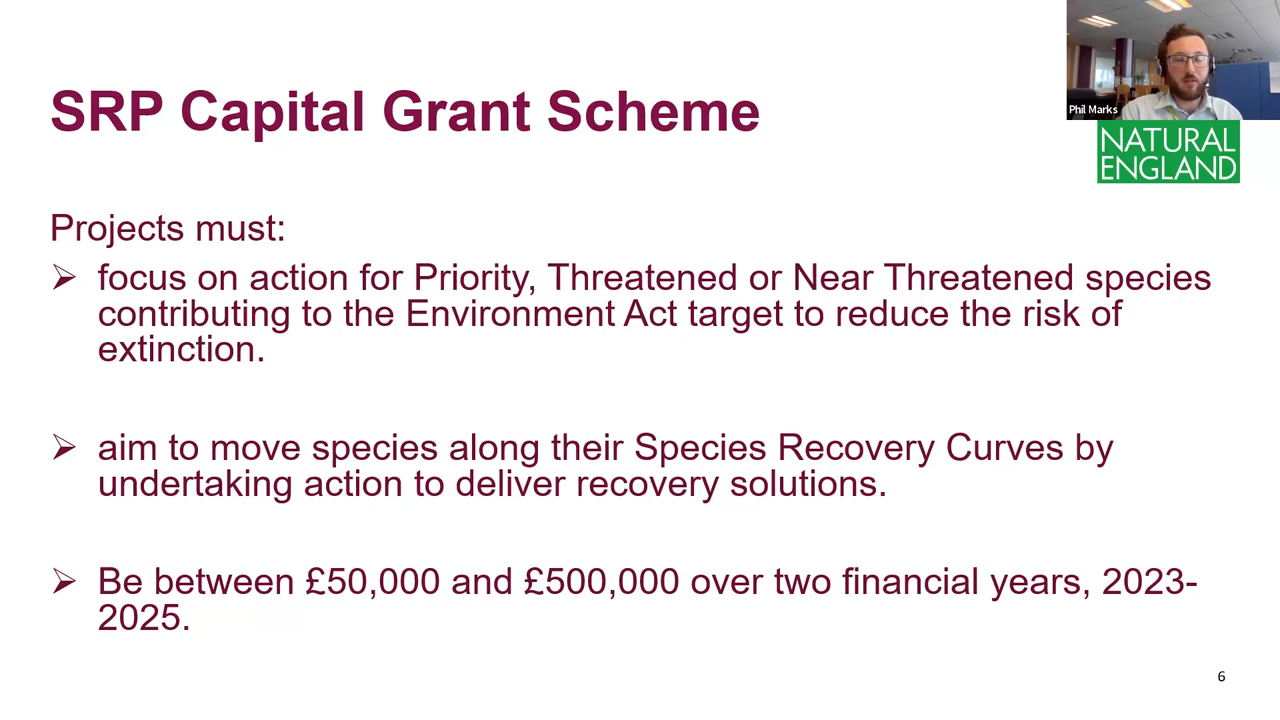 SRP Capital Grant Scheme
Phil Marks
NATURAL
ENGLAND
Projects must:
➢ focus on action for Priority, Threatened or Near Threatened species
contributing to the Environment Act target to reduce the risk of
extinction.
➢ aim to move species along their Species Recovery Curves by
undertaking action to deliver recovery solutions.
➢ Be between £50,000 and £500,000 over two financial years, 2023-
2025.
6